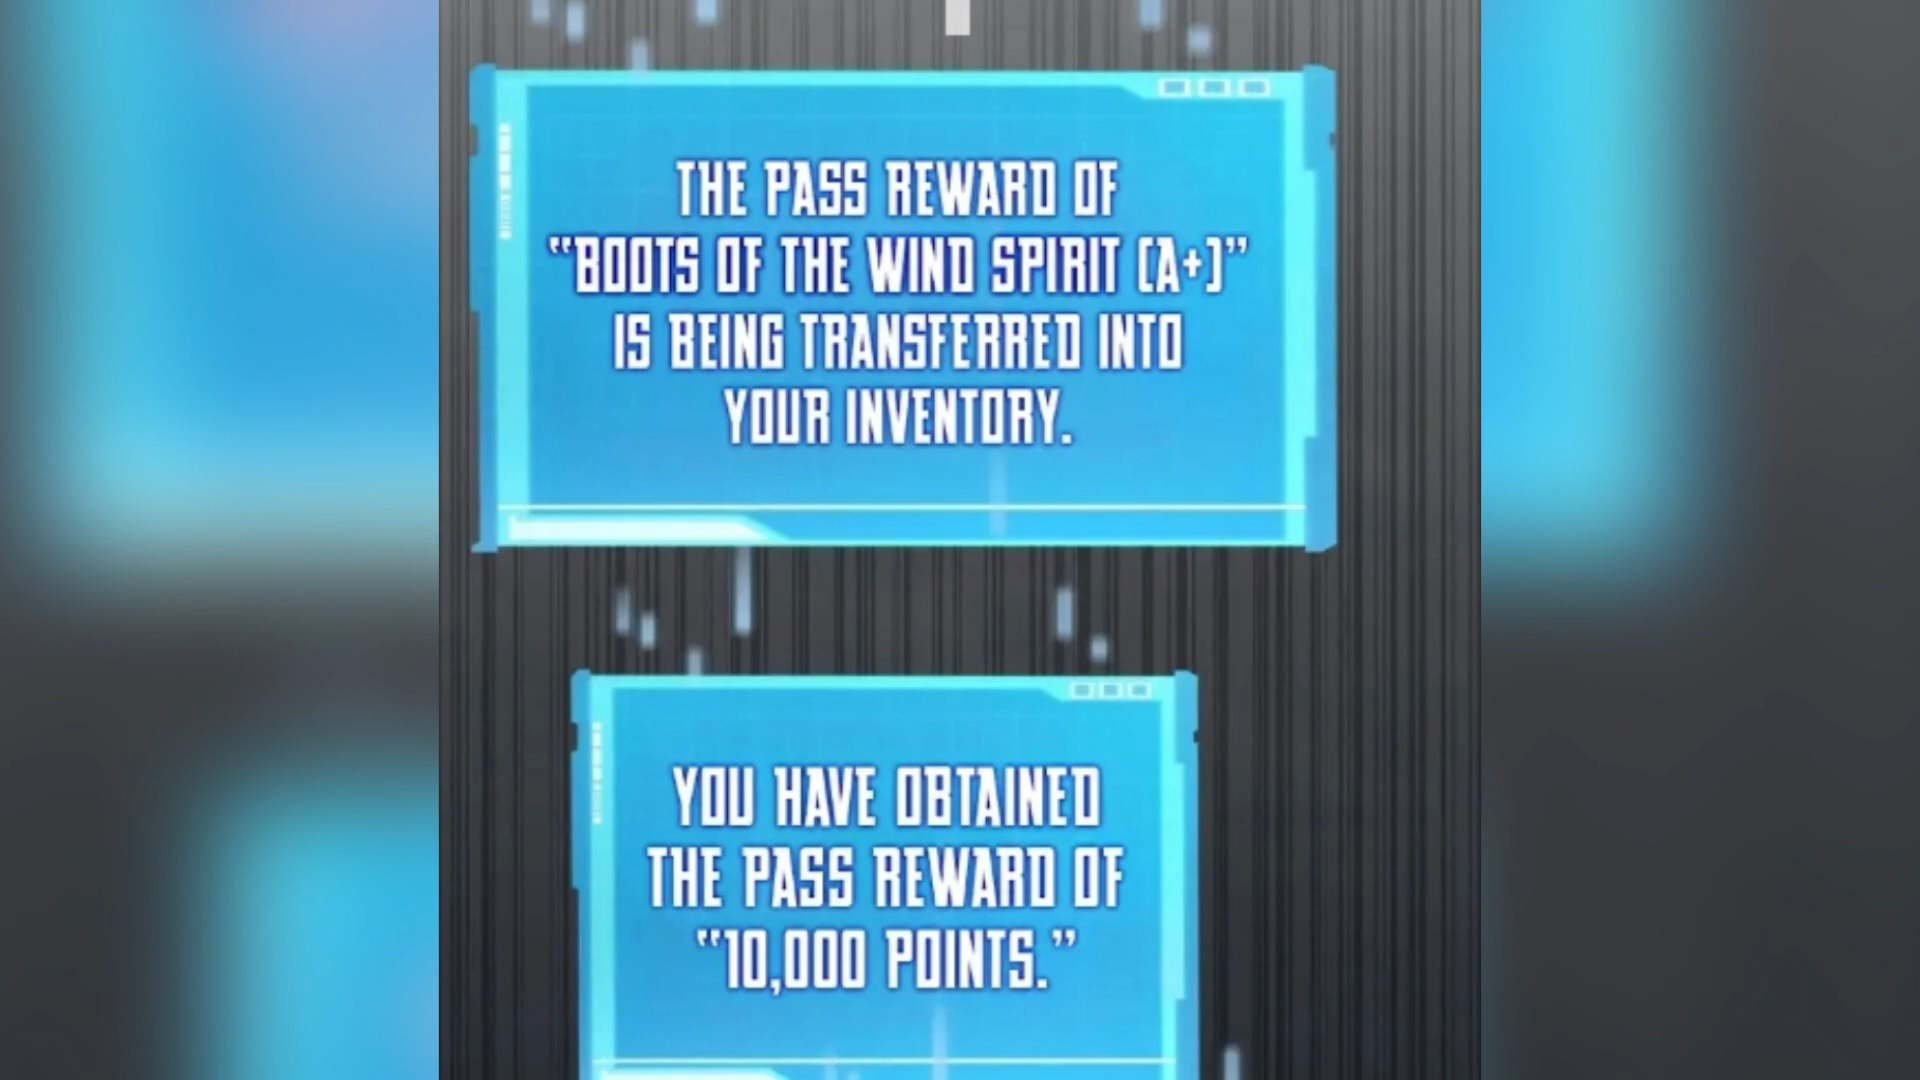 THE PASS REWARD OF
“BOOTS OF THE WIND SPIRIT (A+)”
IS BEING TRANSFERRED INTO
YOUR INVENTORY.
YOU HAVE OBTAINED
THE PASS REWARD OF
“10,000 POINTS.”